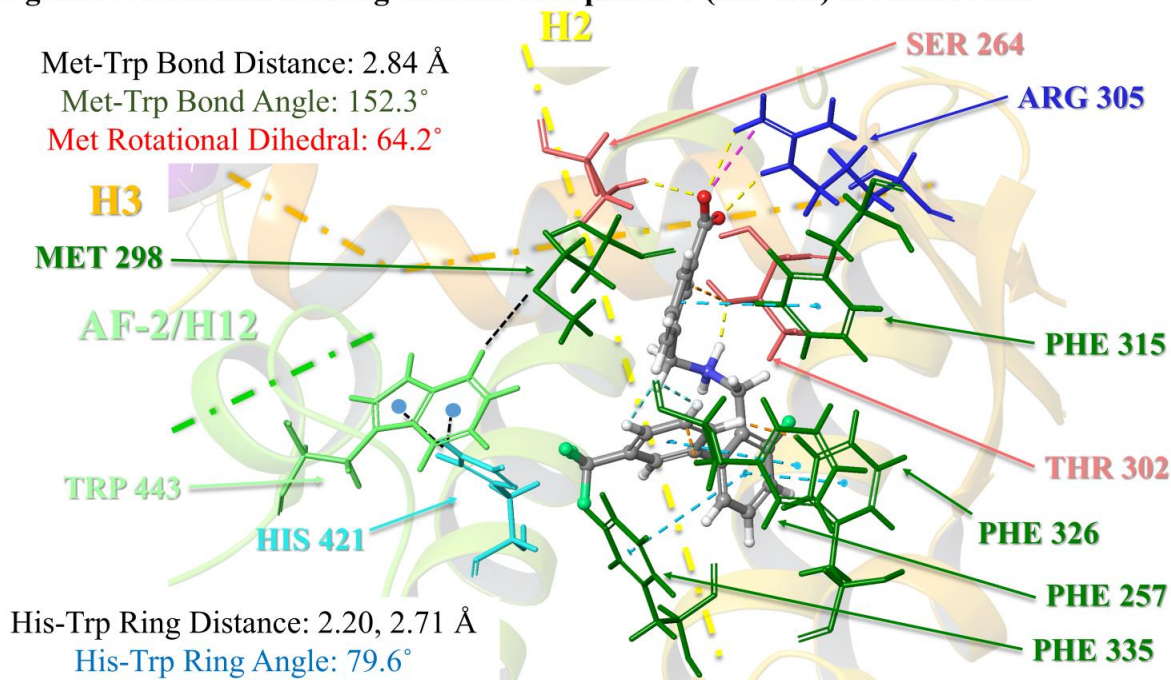 H2
SER 264
Met-Trp Bond Distance: 2.84 Å
Met-Trp Bond Angle: 152.3˚
Met Rotational Dihedral: 64.2˚
ARG 305
H3
MET 298
AF-2/H12
PHE 315
TRP 443
THR 302
HIS 421
PHE 326
PHE 257
His-Trp Ring Distance: 2.20, 2.71 Å
His-Trp Ring Angle: 79.6˚
PHE 335